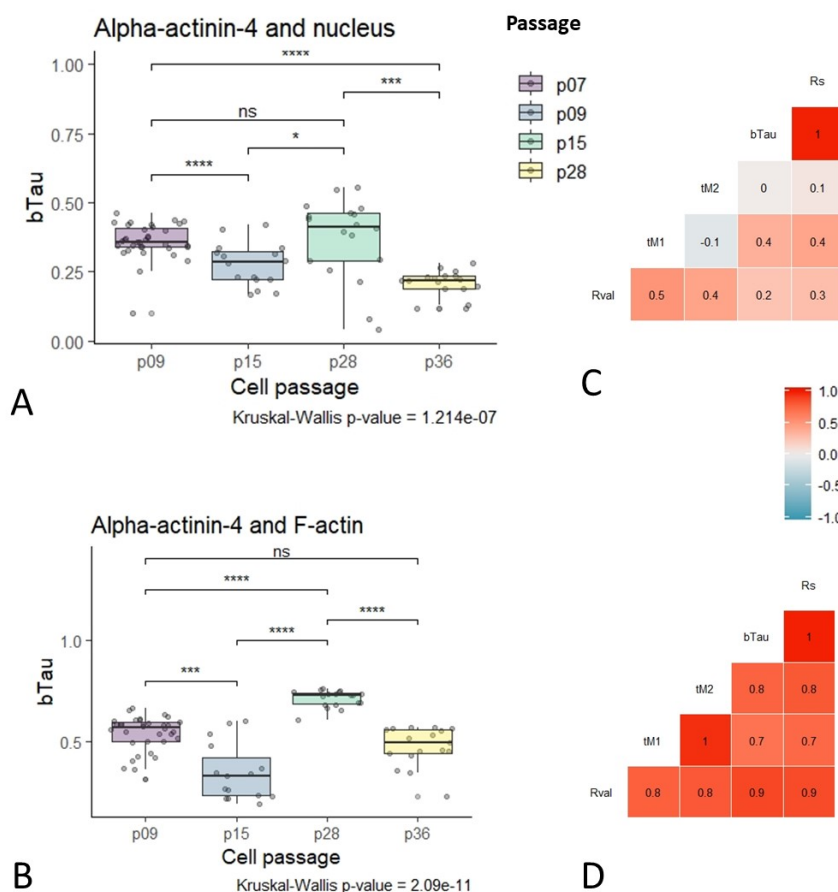 Alpha-actinin-4 and nucleus
1.00
0.75
0.50
0.25
0.00
bTau
****
***
ns
*
****
p09
p15
p28
p36
Cell passage
Kruskal-Wallis p-value = 1.214e-07
A
Passage
p07
p09
p15
p28
Rs
bTau
1
tM2
0
0.1
tM1
-0.1
0.4
0.4
Rval
0.5
0.4
0.2
0.3
C
1.0
0.5
0.0
-0.5
-1.0
Alpha-actinin-4 and F-actin
1.0
0.5
bTau
ns
****
****
****
***
p09
p15
p28
p36
Cell passage
Kruskal-Wallis p-value = 2.09e-11
B
Rs
bTau
1
tM2
0.8
0.8
tM1
1
0.7
0.7
Rval
0.8
0.8
0.9
0.9
D